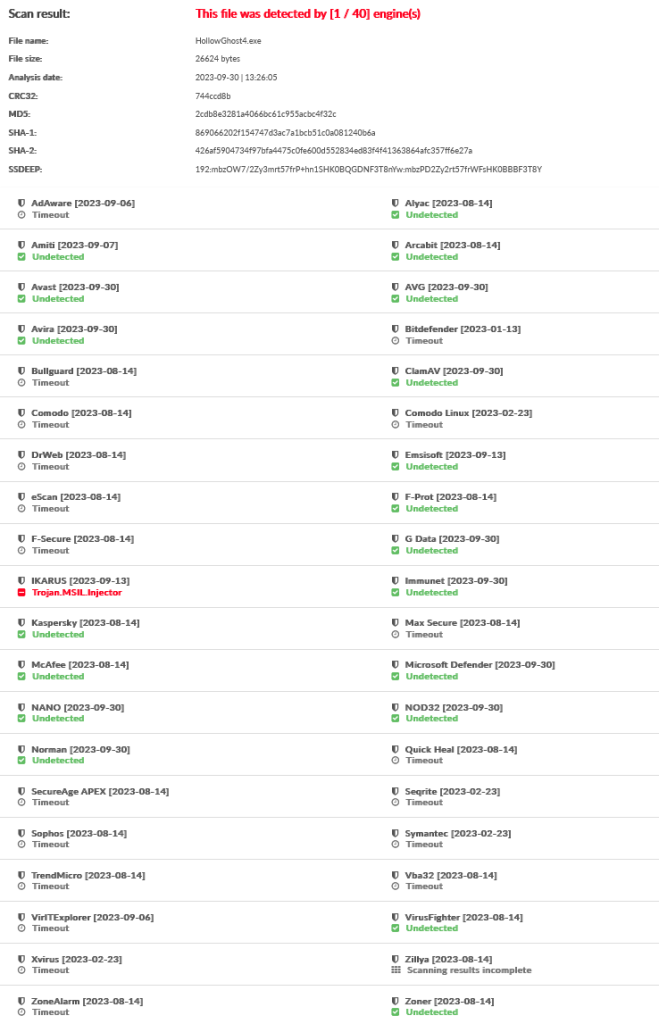 Scan result: This file was detected by [1 / 40] engine(s)
File name: HollowGhost4.exe
File size: 26624 bytes
Analysis date: 2023-09-30 | 13:26:05
CRC32: 744ccd8b
MD5: 2cdb8e3281a4066bc61c955acbc4f32c
SHA-1: 869066202f154747d3ac7a1bcb51c0a081240b6a
SHA-2: 426af5904734f97bfa4475c0fe600d552834ed83f4f41363864afc357ff6e27a
SSDEEP: 192:mbzOW7/2Zy3mrt57frP+hn1SHK0BQGDNF3T8nYw:mbzPD2Zy2rt57frWFsHK0BBBF3T8Y
AdAware [2023-09-06] Alyac [2023-08-14]
Timeout Undetected
Amiti [2023-09-07] Arcabit [2023-08-14]
Undetected Undetected
Avast [2023-09-30] AVG [2023-09-30]
Undetected Undetected
Avira [2023-09-30] Bitdefender [2023-01-13]
Undetected Timeout
Bullguard [2023-08-14] ClamAV [2023-09-30]
Timeout Undetected
Comodo [2023-08-14] Comodo Linux [2023-02-23]
Timeout Timeout
DrWeb [2023-08-14] Emsisoft [2023-09-13]
Timeout Undetected
eScan [2023-08-14] F-Prot [2023-08-14]
Timeout Undetected
F-Secure [2023-08-14] G Data [2023-09-30]
Timeout Undetected
IKARUS [2023-09-13] Immunet [2023-09-30]
Trojan.MSIL.Injector Undetected
Kaspersky [2023-08-14] Max Secure [2023-08-14]
Undetected Timeout
McAfee [2023-08-14] Microsoft Defender [2023-09-30]
Undetected Undetected
NANO [2023-09-30] NOD32 [2023-09-30]
Undetected Undetected
Norman [2023-09-30] Quick Heal [2023-08-14]
Undetected Timeout
SecureAge APEX [2023-08-14] Seqrite [2023-02-23]
Timeout Timeout
Sophos [2023-08-14] Symantec [2023-02-23]
Timeout Timeout
TrendMicro [2023-08-14] Vba32 [2023-08-14]
Timeout Timeout
VirITExplorer [2023-09-06] VirusFighter [2023-08-14]
Timeout Undetected
Xvirus [2023-02-23] Zillya [2023-08-14]
Timeout Scanning results incomplete
ZoneAlarm [2023-08-14] Zoner [2023-08-14]
Timeout Undetected